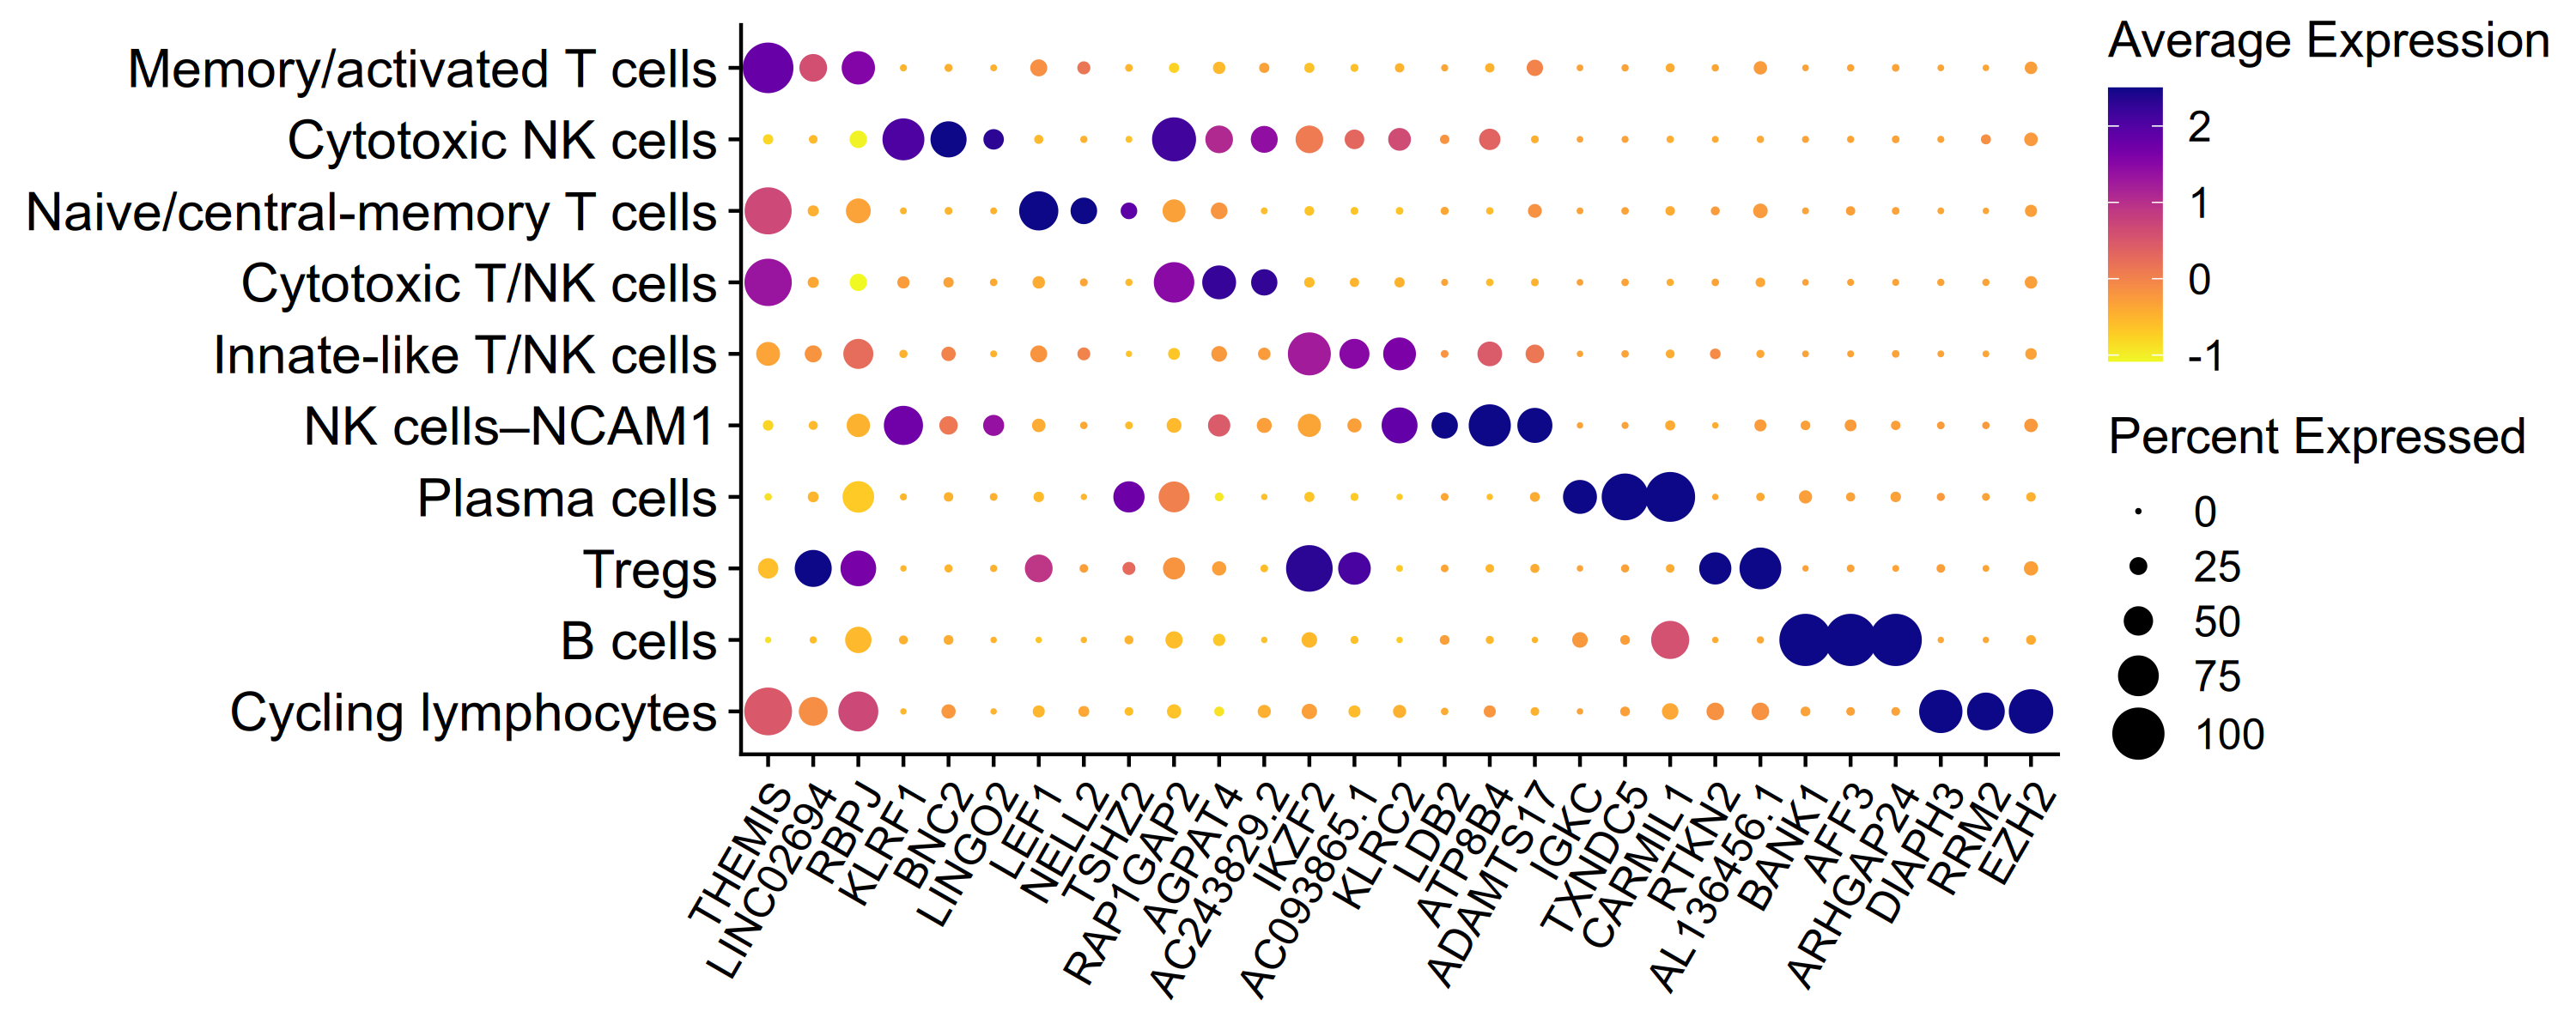 Memory/activated T cells
Cytotoxic NK cells
Naive/central-memory T cells
Cytotoxic T/NK cells
Innate-like T/NK cells
NK cells–NCAM1
Plasma cells
Tregs
B cells
Cycling lymphocytes
THEMIS
LINC02694
RBPJ
KLRF1
BNC2
LINGO2
LEF1
NELL2
TSHZ2
RAP1GAP2
AGPAT4
AC243829.2
IKZF2
AC093865.1
KLRC2
LDB2
ATP8B4
ADAMTS17
IGKC
TXNDC5
CARMIL1
RTKN2
AL136456.1
BANK1
AFF3
ARHGAP24
DIAPH3
RRM2
EZH2
Average Expression
2
1
0
-1
Percent Expressed
0
25
50
75
100